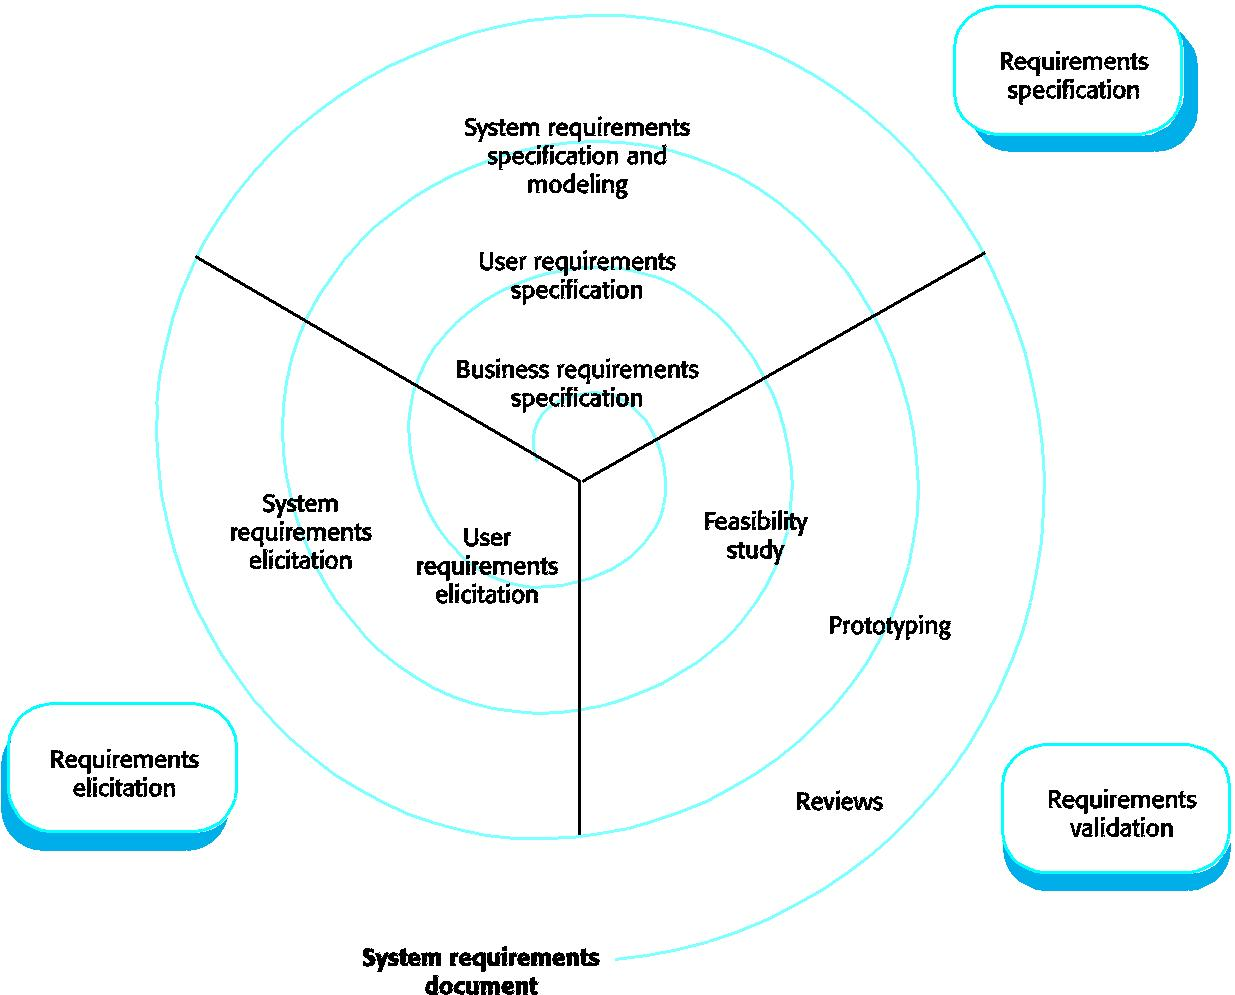 Requirements
specification
System requirements
specification and
modeling
User requirements
specification
Business requirements
specification
System
requirements
elicitation
User
requirements
elicitation
Feasibility
study
Prototyping
Reviews
Requirements
elicitation
Requirements
validation
System requirements
document